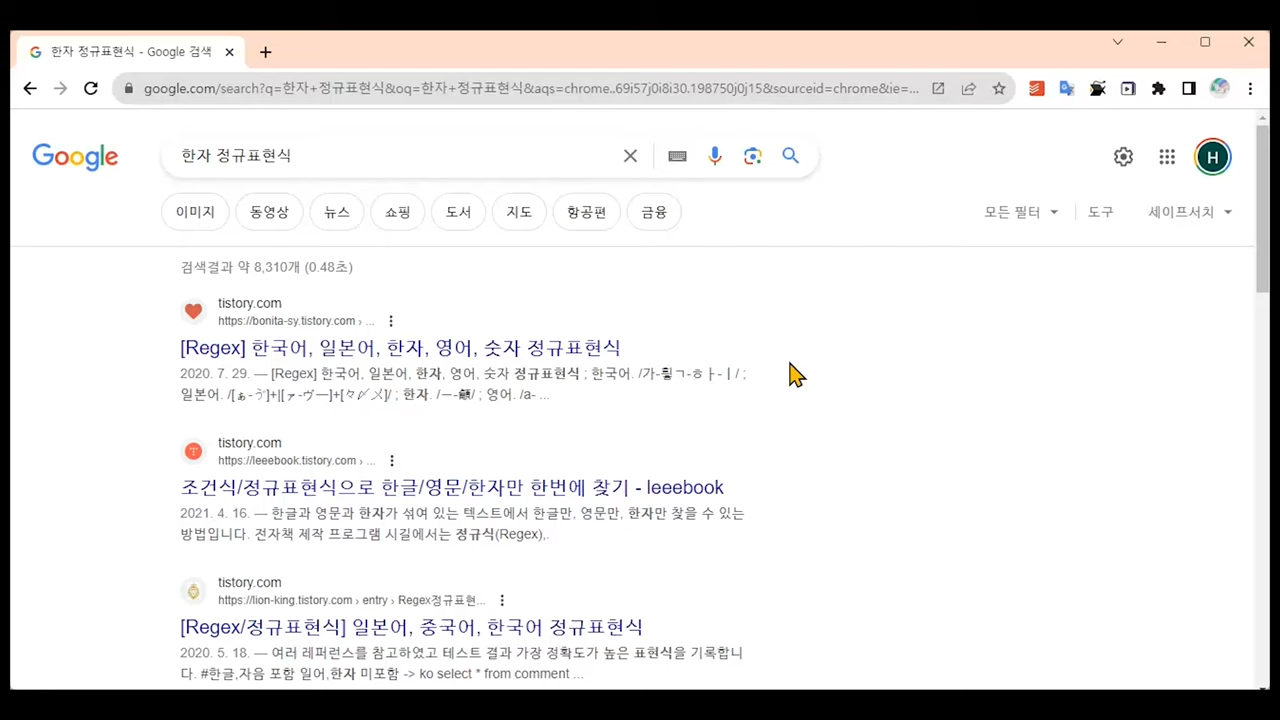 한자 정규표현식 - Google 검색
google.com/search?q=한자+정규표현식&oq=한자+정규표현식&aqs=chrome..69i57j0i8i30.198750j0j15&sourceid=chrome&ie=...
Google
한자 정규표현식
H
이미지 동영상 뉴스 쇼핑 도서 지도 항공편 금융
모든 필터 도구 세이프서치
검색결과 약 8,310개 (0.48초)
tistory.com
https://bonita-sy.tistory.com › ...
[Regex] 한국어, 일본어, 한자, 영어, 숫자 정규표현식
2020. 7. 29. — [Regex] 한국어, 일본어, 한자, 영어, 숫자 정규표현식 ; 한국어. /가-힣ㄱ-ㅎㅏ-ㅣ/ ;
일본어. /[ぁ-ゔ]+|[ァ-ヴー]+[々〆〤]/ ; 한자. /一-龥/ ; 영어. /a- ...
tistory.com
https://leeebook.tistory.com › ...
조건식/정규표현식으로 한글/영문/한자만 한번에 찾기 - leeebook
2021. 4. 16. — 한글과 영문과 한자가 섞여 있는 텍스트에서 한글만, 영문만, 한자만 찾을 수 있는
방법입니다. 전자책 제작 프로그램 시길에서는 정규식(Regex),.
tistory.com
https://lion-king.tistory.com › entry › Regex정규표현...
[Regex/정규표현식] 일본어, 중국어, 한국어 정규표현식
2020. 5. 18. — 여러 레퍼런스를 참고하였고 테스트 결과 가장 정확도가 높은 표현식을 기록합니
다. #한글,자음 포함 일어,한자 미포함 -> ko select * from comment ...